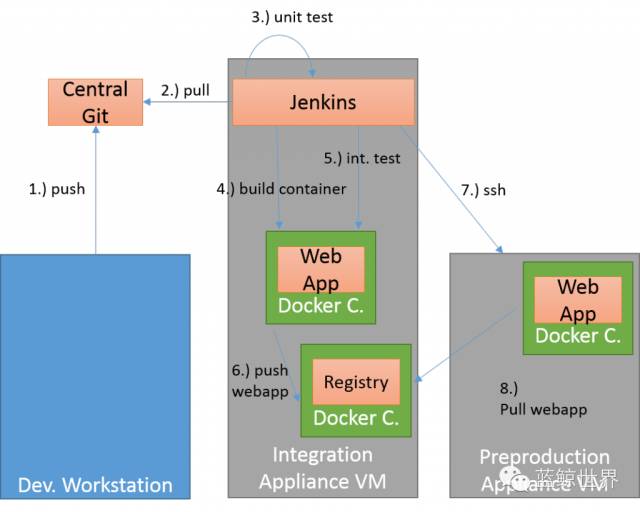 3.) unit test
Central
Git
2.) pull
Jenkins
1.) push
4.) build container
5.) int. test
7.) ssh
Web
App
Docker C.
Web
App
Docker C.
6.) push
webapp
Registry
Docker C.
8.)
Pull webapp
Dev. Workstation
Integration
Appliance VM
Preproduction
Appliance VM
蓝鲸世界